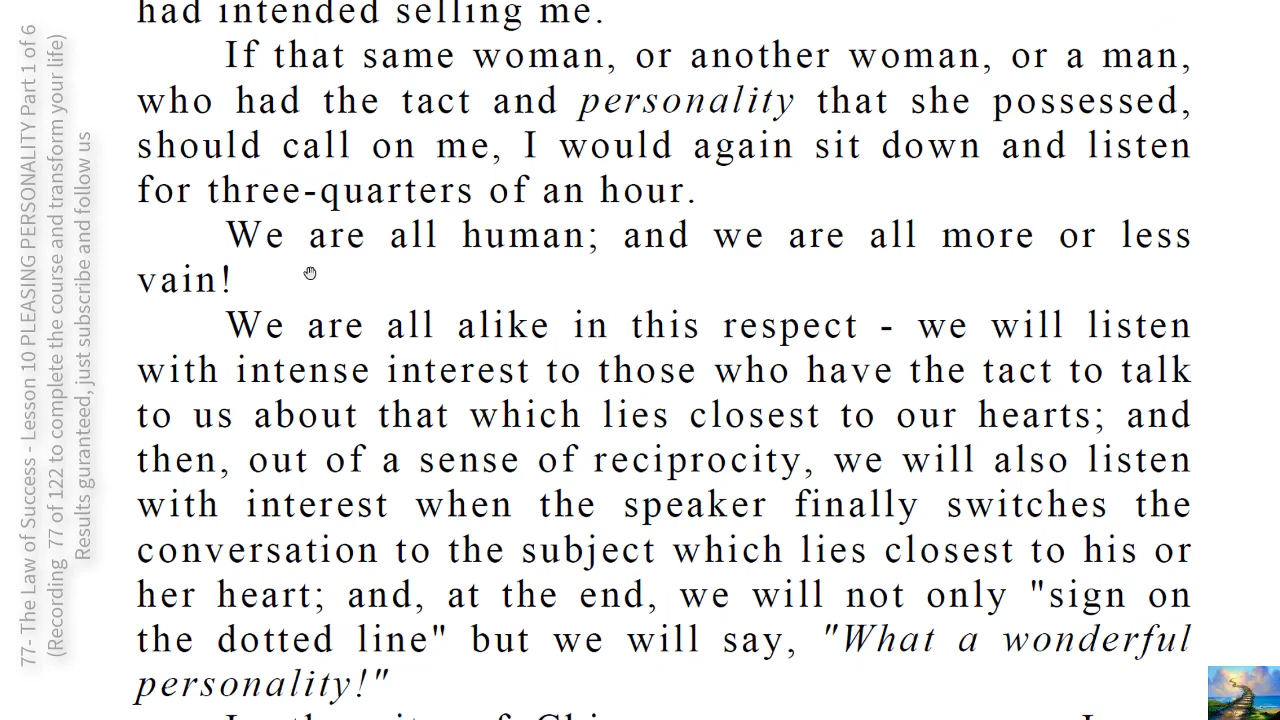 had intended selling me.
If that same woman, or another woman, or a man,
who had the tact and personality that she possessed,
should call on me, I would again sit down and listen
for three-quarters of an hour.
We are all human; and we are all more or less
vain!
We are all alike in this respect - we will listen
with intense interest to those who have the tact to talk
to us about that which lies closest to our hearts; and
then, out of a sense of reciprocity, we will also listen
with interest when the speaker finally switches the
conversation to the subject which lies closest to his or
her heart; and, at the end, we will not only "sign on
the dotted line" but we will say, "What a wonderful
personality!"
77- The Law of Success - Lesson 10 PLEASING PERSONALITY Part 1 of 6
(Recording 77 of 122 to complete the course and transform your life)
Results guranteed, just subscribe and follow us